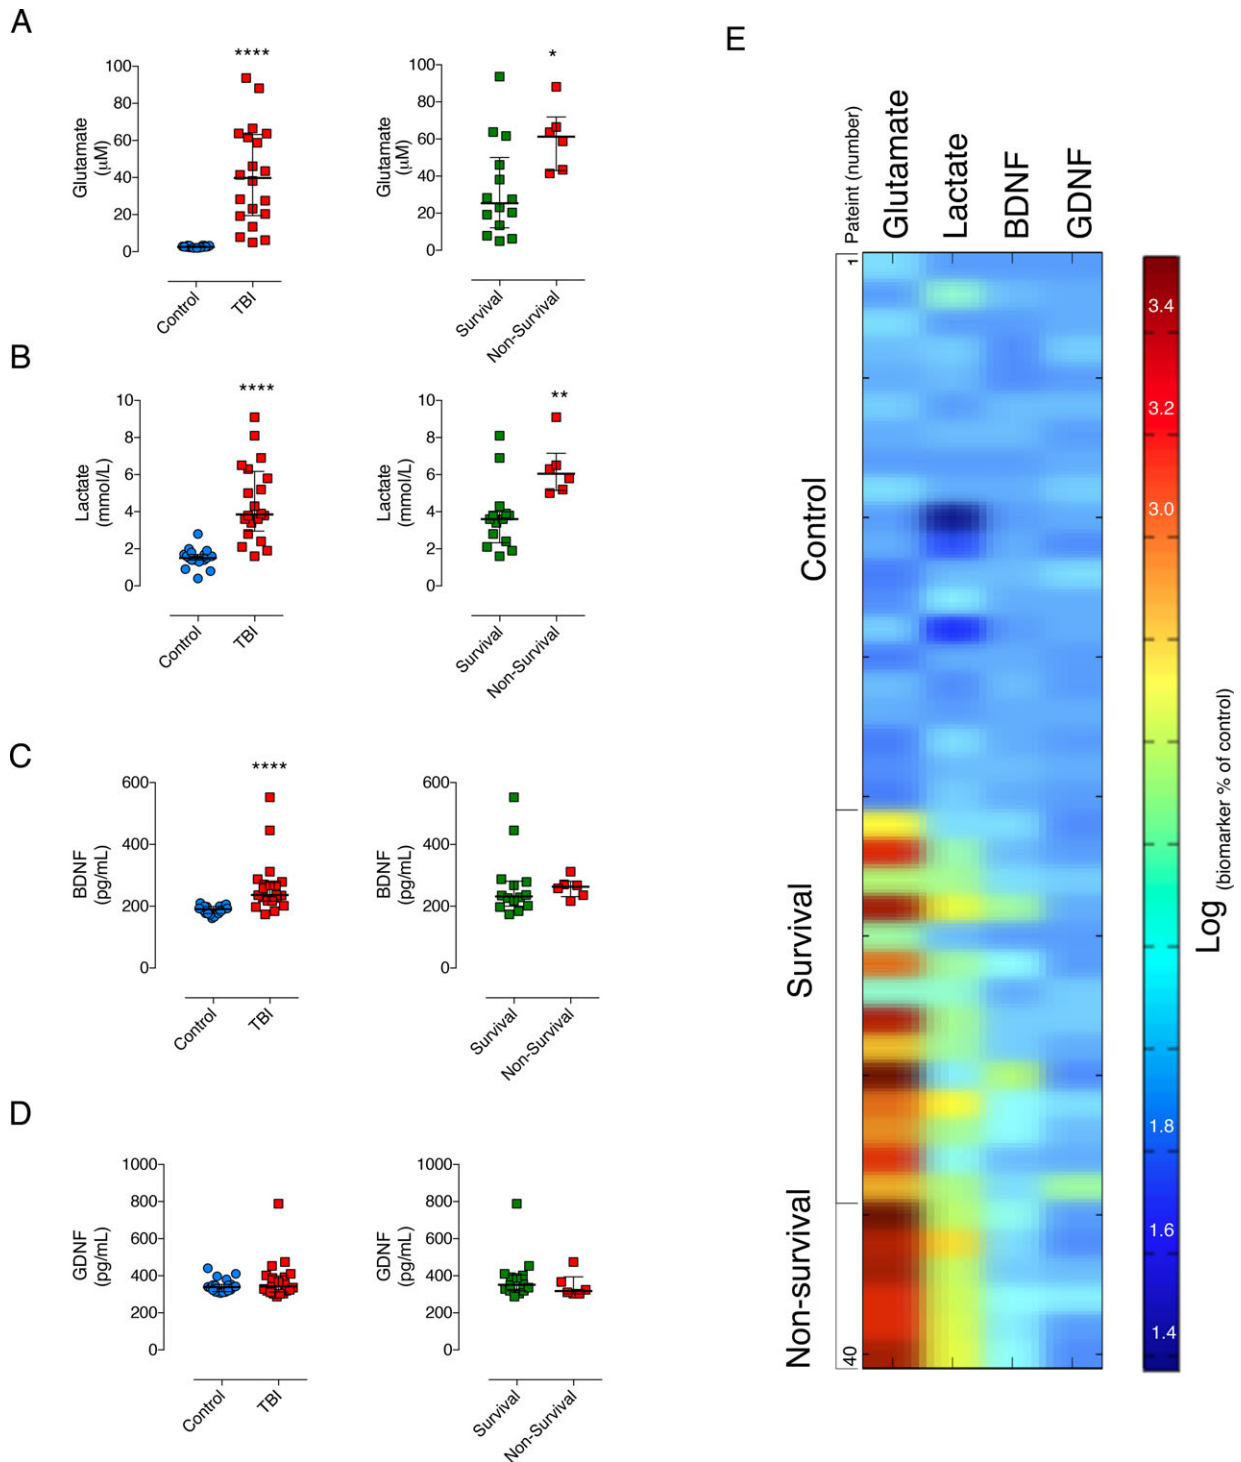 A
Glutamate
(μM)
100
80
60
40
20
0
****
Control
TBI
Glutamate
(μM)
100
80
60
40
20
0
*
Survival
Non-Survival
B
Lactate
(mmol/L)
10
8
6
4
2
0
****
Control
TBI
Lactate
(mmol/L)
10
8
6
4
2
0
**
Survival
Non-Survival
C
BDNF
(pg/mL)
600
400
200
0
****
Control
TBI
BDNF
(pg/mL)
600
400
200
0
Survival
Non-Survival
D
GDNF
(pg/mL)
1000
800
600
400
200
0
Control
TBI
GDNF
(pg/mL)
1000
800
600
400
200
0
Survival
Non-Survival
E
Pateint (number)
Glutamate
Lactate
BDNF
GDNF
1
40
Control
Survival
Non-survival
3.4
3.2
3.0
1.8
1.6
1.4
Log (biomarker % of control)